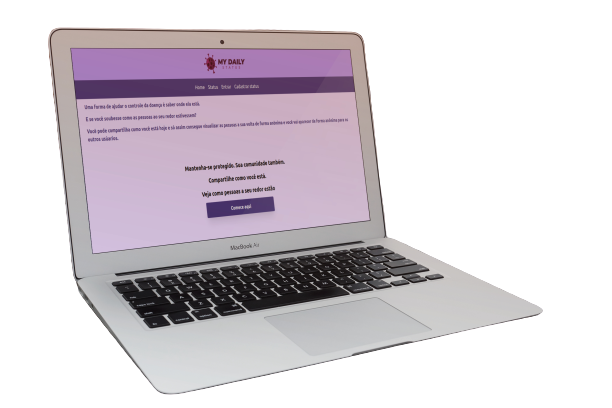 MY DAILY
STATUS
Home Status Entrar Cadastrar status
Uma forma de ajudar o controle da doença é saber onde ela está.
E se você soubesse como as pessoas ao seu redor estivessem?
Você pode compartilhar como você está hoje e só assim consegue visualizar as pessoas a sua volta de forma anônima e você vai aparecer de forma anônima para os
outros usúarios.
Mantenha-se protegido. Sua comunidade também.
Compartilhe como você está.
Veja como pessoas a seu redor estão
Comece aqui
MacBook Air